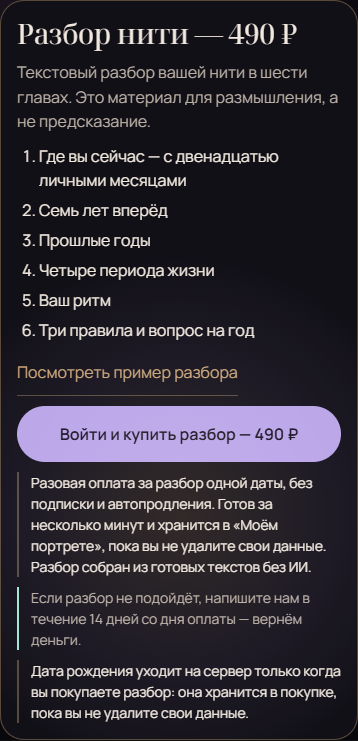 Разбор нити — 490 ₽
Текстовый разбор вашей нити в шести
главах. Это материал для размышления, а
не предсказание.
1. Где вы сейчас — с двенадцатью
личными месяцами
2. Семь лет вперёд
3. Прошлые годы
4. Четыре периода жизни
5. Ваш ритм
6. Три правила и вопрос на год
Посмотреть пример разбора
Войти и купить разбор — 490 ₽
Разовая оплата за разбор одной даты, без
подписки и автопродления. Готов за
несколько минут и хранится в «Моём
портрете», пока вы не удалите свои данные.
Разбор собран из готовых текстов без ИИ.
Если разбор не подойдёт, напишите нам в
течение 14 дней со дня оплаты — вернём
деньги.
Дата рождения уходит на сервер только когда
вы покупаете разбор: она хранится в покупке,
пока вы не удалите свои данные.